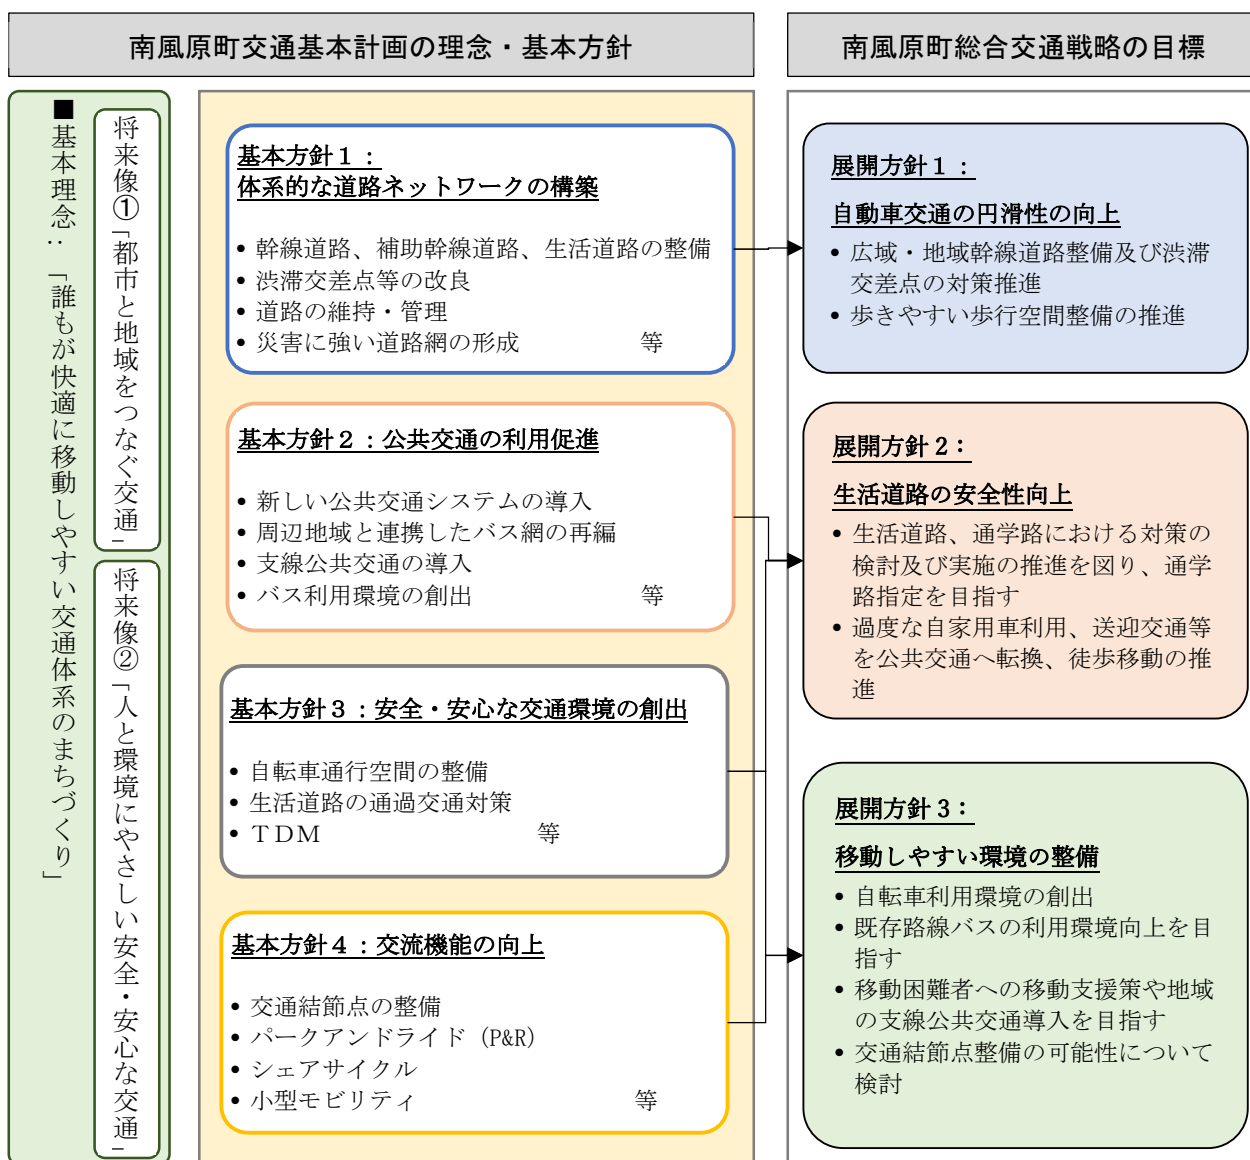 南風原町交通基本計画の理念・基本方針
■基本理念：「誰もが快適に移動しやすい交通体系のまちづくり」
将来像①「都市と地域をつなぐ交通」
将来像②「人と環境にやさしい安全・安心な交通」
基本方針１：
体系的な道路ネットワークの構築
• 幹線道路、補助幹線道路、生活道路の整備
• 渋滞交差点等の改良
• 道路の維持・管理
• 災害に強い道路網の形成 等
基本方針２：公共交通の利用促進
• 新しい公共交通システムの導入
• 周辺地域と連携したバス網の再編
• 支線公共交通の導入
• バス利用環境の創出 等
基本方針３：安全・安心な交通環境の創出
• 自転車通行空間の整備
• 生活道路の通過交通対策
• ＴＤＭ 等
基本方針４：交流機能の向上
• 交通結節点の整備
• パークアンドライド（P&R）
• シェアサイクル
• 小型モビリティ 等
南風原町総合交通戦略の目標
展開方針１：
自動車交通の円滑性の向上
• 広域・地域幹線道路整備及び渋滞
交差点の対策推進
• 歩きやすい歩行空間整備の推進
展開方針 2：
生活道路の安全性向上
• 生活道路、通学路における対策の
検討及び実施の推進を図り、通学
路指定を目指す
• 過度な自家用車利用、送迎交通等
を公共交通へ転換、徒歩移動の推
進
展開方針 3：
移動しやすい環境の整備
• 自転車利用環境の創出
• 既存路線バスの利用環境向上を目
指す
• 移動困難者への移動支援策や地域
の支線公共交通導入を目指す
• 交通結節点整備の可能性について
検討